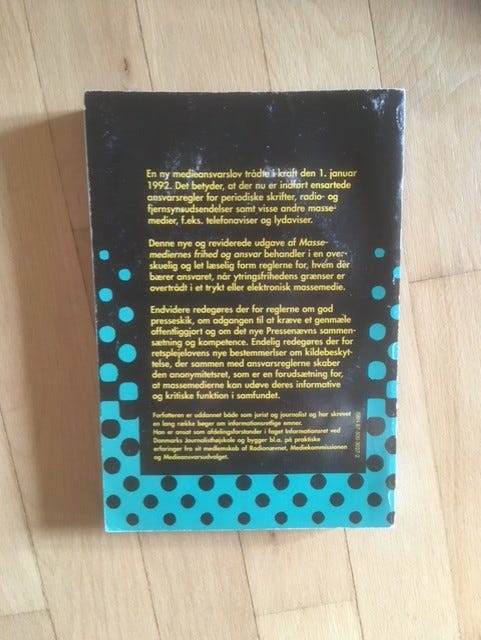 En ny medieansvarslov trådte i kraft den 1. januar
1992. Det betyder, at der nu er indført ensartede
ansvarsregler for periodiske skrifter, radio- og
fjernsynsudsendelser samt visse andre masse-
medier, f.eks. telefonaviser og lydaviser.
Denne nye og reviderede udgave af Masse-
mediernes frihed og ansvar behandler i en over-
skuelig og let læselig form reglerne for, hvem der
bærer ansvaret, når ytringsfrihedens grænser er
overtrådt i et trykt eller elektronisk massemedie.
Endvidere redegøres der for reglerne om god
presseskik, om adgangen til at kræve et genmæle
offentliggjort og om det nye Pressenævns sammen-
sætning og kompetence. Endelig redegøres der for
retsplejelovens nye bestemmelser om kildebeskyt-
telse, der sammen med ansvarsreglerne skaber
den anonymitetsret, som er en forudsætning for,
at massemedierne kan udøve deres informative
og kritiske funktion i samfundet.
Forfatteren er uddannet både som jurist og journalist og har skrevet
en lang række bøger om informationsretlige emner.
Han er ansat som afdelingsforstander i faget Informationsret ved
Danmarks Journalisthøjskole og bygger bl.a. på praktiske
erfaringer fra sit medlemskab af Radionævnet, Mediekommissionen
og Medieansvarsudvalget.
ISBN